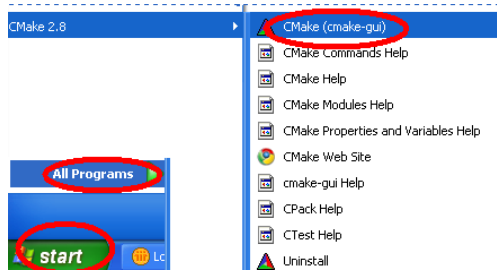 CMake 2.8
CMake (cmake-gui)
CMake Commands Help
CMake Help
CMake Modules Help
CMake Properties and Variables Help
CMake Web Site
cmake-gui Help
CPack Help
CTest Help
Uninstall
All Programs
start